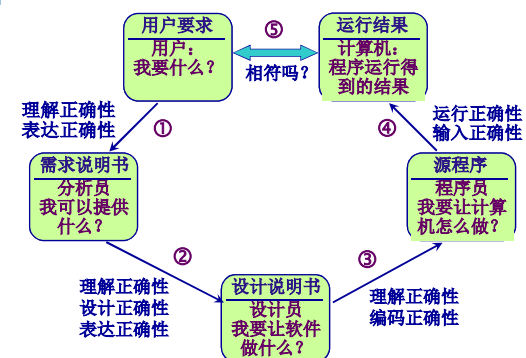 用户要求
用户：
我要什么？
⑤
相符吗？
运行结果
计算机：
程序运行得
到的结果
理解正确性
表达正确性
①
④
运行正确性
输入正确性
需求说明书
分析员
我可以提供
什么？
源程序
程序员
我要让计算
机怎么做？
②
③
理解正确性
设计正确性
表达正确性
设计说明书
设计员
我要让软件
做什么？
理解正确性
编码正确性